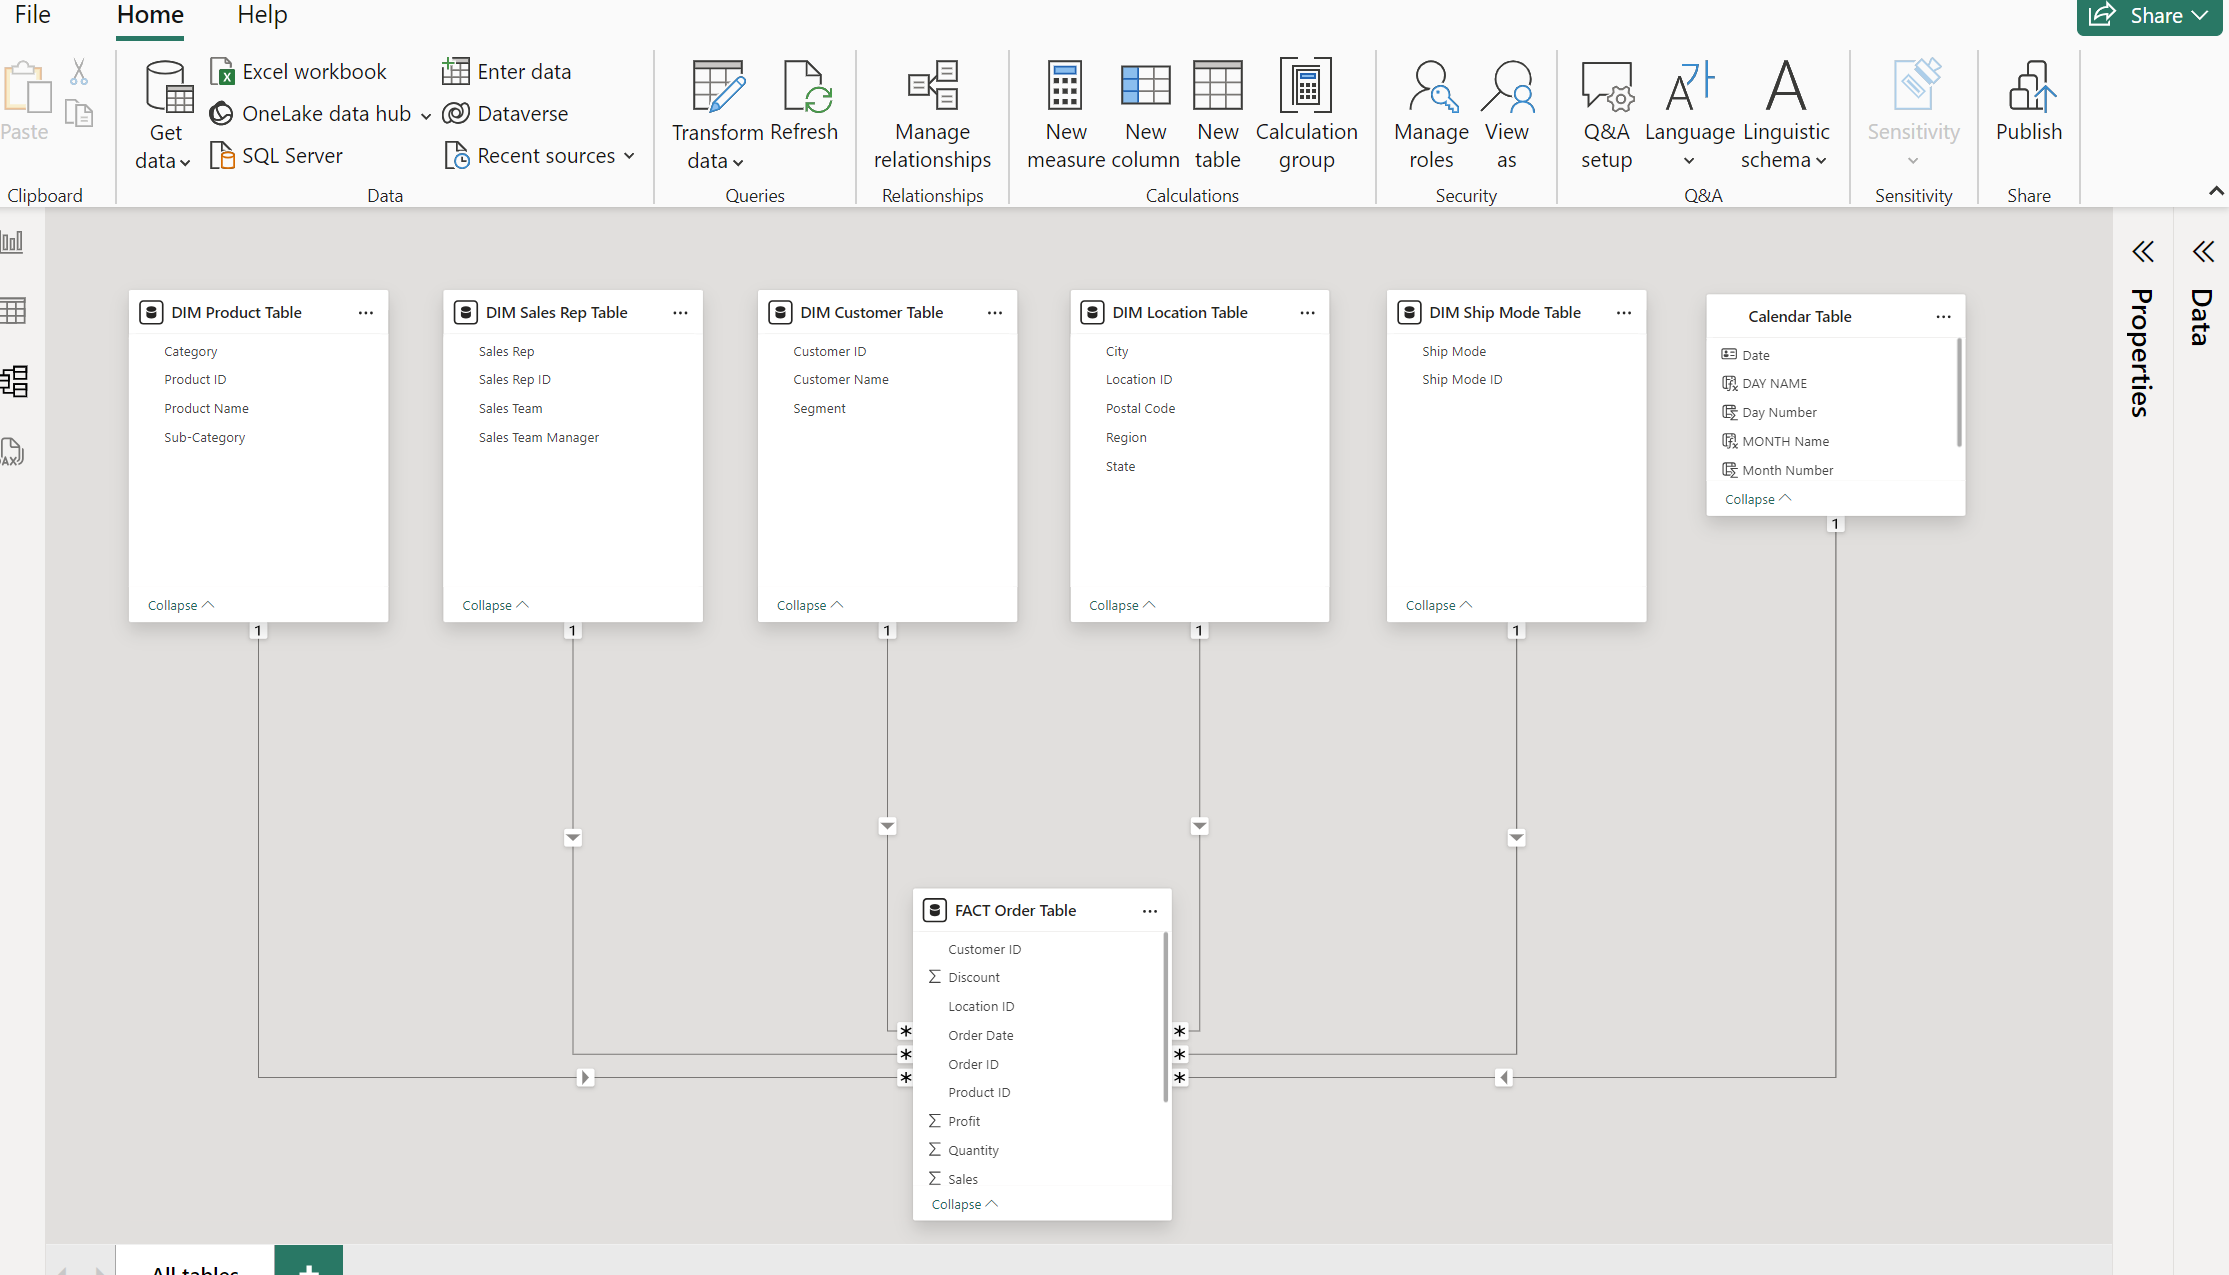 File
Home
Help
Share
Paste
Clipboard
Get
data
Excel workbook
OneLake data hub
SQL Server
Enter data
Dataverse
Recent sources
Data
Transform
data
Refresh
Queries
Manage
relationships
Relationships
New
measure
New
column
New
table
Calculation
group
Calculations
Manage
roles
View
as
Security
Q&A
setup
Language
Linguistic
schema
Q&A
Sensitivity
Sensitivity
Publish
Share
Properties
Data
DIM Product Table
Category
Product ID
Product Name
Sub-Category
Collapse
1
DIM Sales Rep Table
Sales Rep
Sales Rep ID
Sales Team
Sales Team Manager
Collapse
1
DIM Customer Table
Customer ID
Customer Name
Segment
Collapse
1
DIM Location Table
City
Location ID
Postal Code
Region
State
Collapse
1
DIM Ship Mode Table
Ship Mode
Ship Mode ID
Collapse
1
Calendar Table
Date
DAY NAME
Day Number
MONTH Name
Month Number
Collapse
1
FACT Order Table
Customer ID
Σ Discount
Location ID
Order Date
Order ID
Product ID
Σ Profit
Σ Quantity
Σ Sales
Collapse
*
*
*
*
*
*
All tables
+